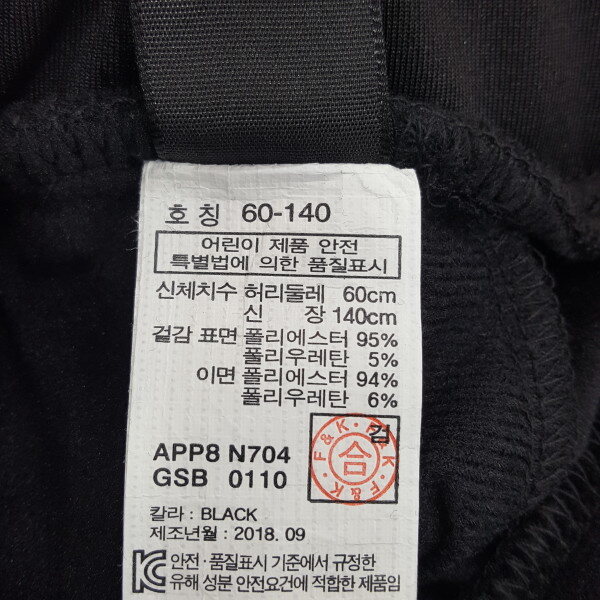 호 칭 60-140
어린이 제품 안전
특별법에 의한 품질표시
신체치수 허리둘레 60cm
신 장 140cm
겉감 표면 폴리에스터 95%
폴리우레탄 5%
이면 폴리에스터 94%
폴리우레탄 6%
검
F&K·F&K·F&K
合
APP8 N704
GSB 0110
칼라 : BLACK
제조년월 : 2018. 09
KC 안전·품질표시 기준에서 규정한
유해 성분 안전요건에 적합한 제품임